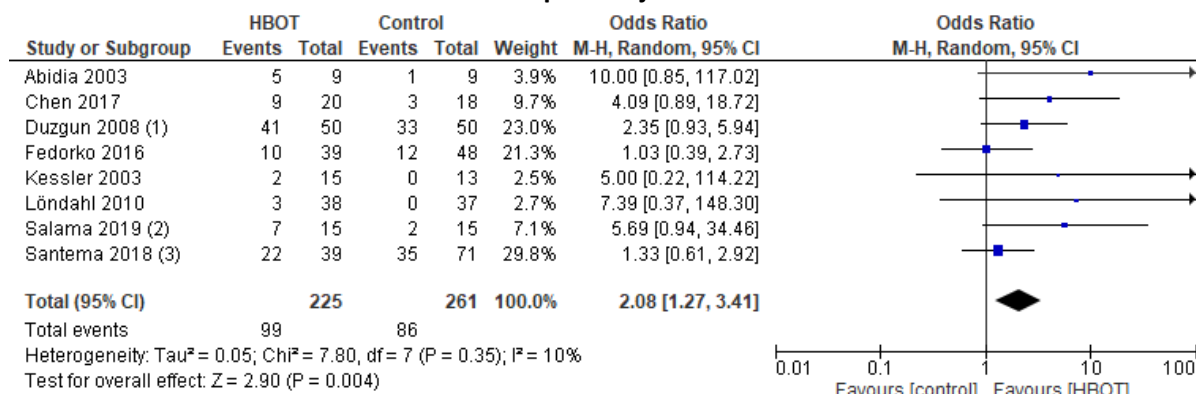 HBOT Control Odds Ratio Odds Ratio
Study or Subgroup Events Total Events Total Weight M-H, Random, 95% CI M-H, Random, 95% CI
Abidia 2003 5 9 1 9 3.9% 10.00 [0.85, 117.02]
Chen 2017 9 20 3 18 9.7% 4.09 [0.89, 18.72]
Duzgun 2008 (1) 41 50 33 50 23.0% 2.35 [0.93, 5.94]
Fedorko 2016 10 39 12 48 21.3% 1.03 [0.39, 2.73]
Kessler 2003 2 15 0 13 2.5% 5.00 [0.22, 114.22]
Löndahl 2010 3 38 0 37 2.7% 7.39 [0.37, 148.30]
Salama 2019 (2) 7 15 2 15 7.1% 5.69 [0.94, 34.46]
Santema 2018 (3) 22 39 35 71 29.8% 1.33 [0.61, 2.92]
Total (95% CI) 225 261 100.0% 2.08 [1.27, 3.41]
Total events 99 86
Heterogeneity: Tau² = 0.05; Chi² = 7.80, df = 7 (P = 0.35); I² = 10%
Test for overall effect: Z = 2.90 (P = 0.004)
0.01 0.1 1 10 100
Favours [control] Favours [HBOT]